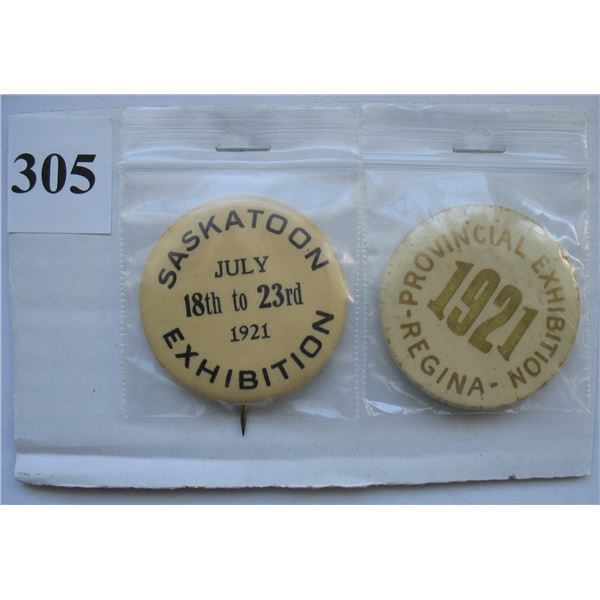 305
SASKATOON
JULY
18th to 23rd
1921
EXHIBITION
PROVINCIAL EXHIBITION
1921
-REGINA-